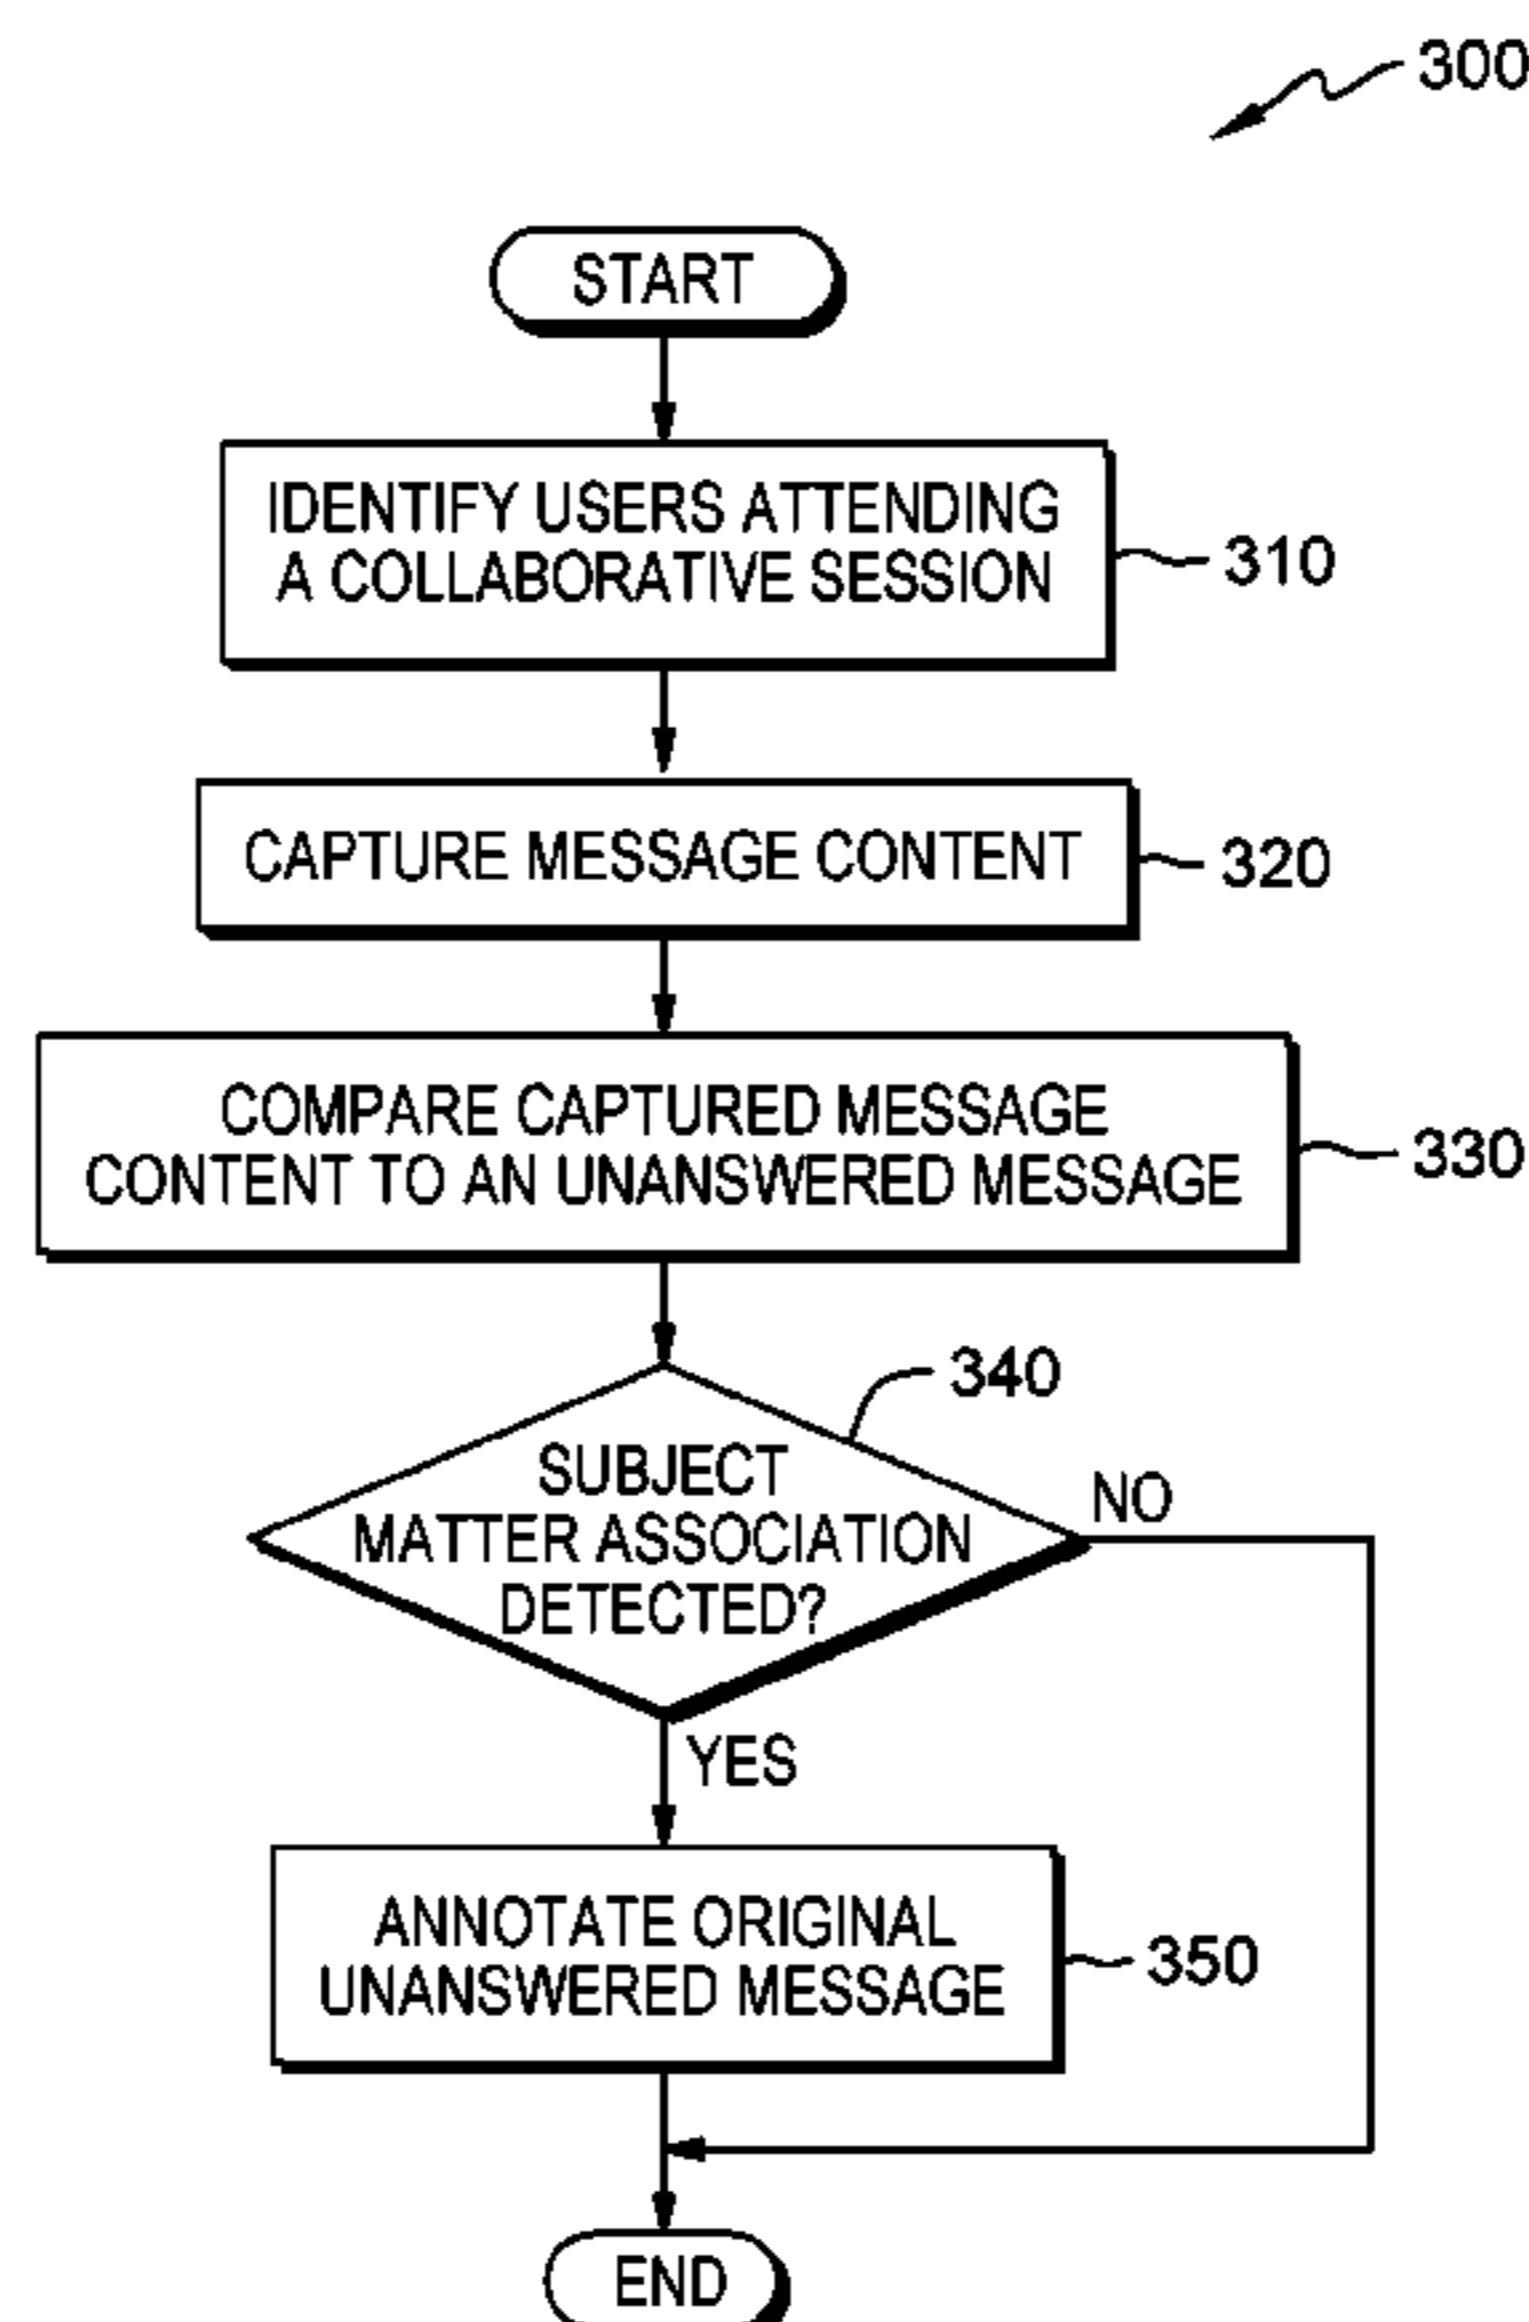 300
START
IDENTIFY USERS ATTENDING
A COLLABORATIVE SESSION
310
CAPTURE MESSAGE CONTENT
320
COMPARE CAPTURED MESSAGE
CONTENT TO AN UNANSWERED MESSAGE
330
340
SUBJECT
MATTER ASSOCIATION
DETECTED?
NO
YES
ANNOTATE ORIGINAL
UNANSWERED MESSAGE
350
END